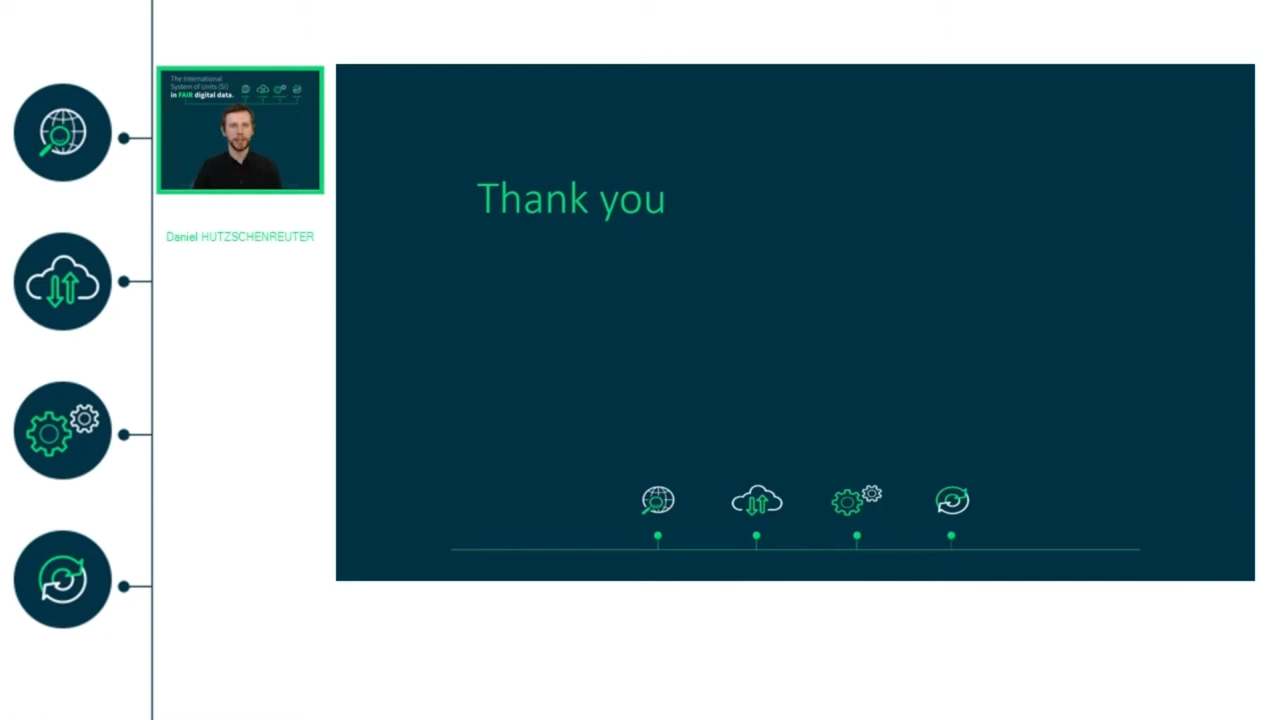 The International
System of Units (SI)
in FAIR digital data.
Daniel HUTZSCHENREUTER
Thank you